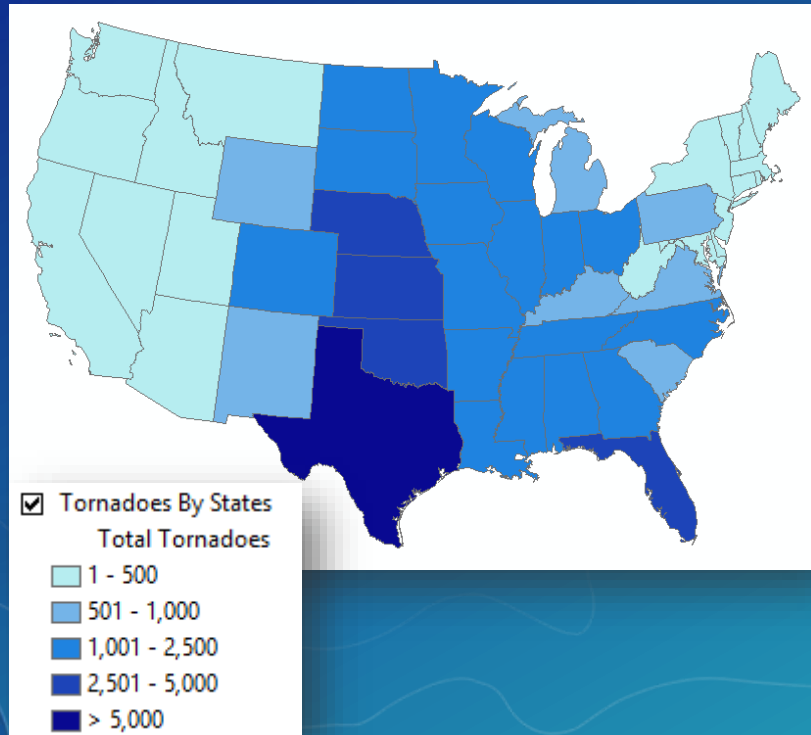 Tornadoes By States
Total Tornadoes
1 - 500
501 - 1,000
1,001 - 2,500
2,501 - 5,000
> 5,000